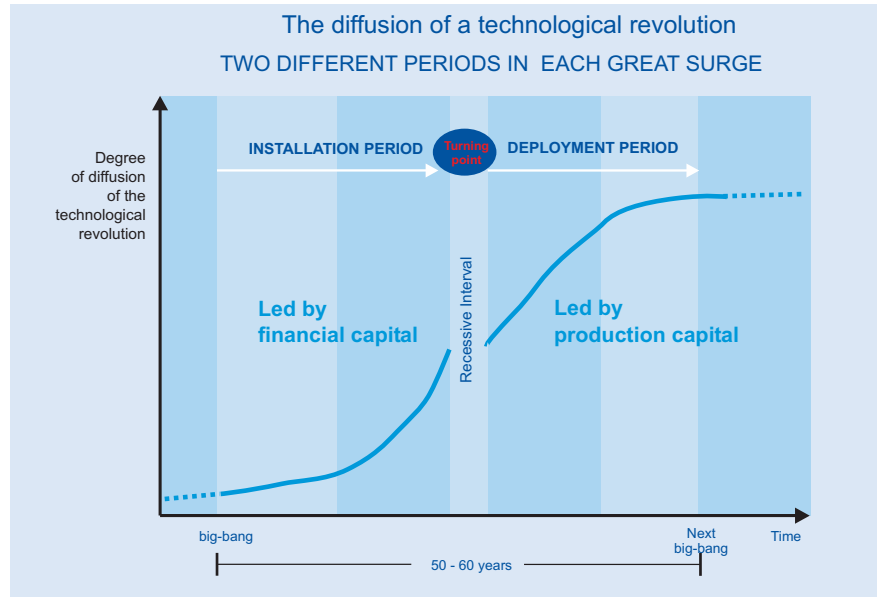 The diffusion of a technological revolution
TWO DIFFERENT PERIODS IN EACH GREAT SURGE
Degree
of diffusion
of the
technological
revolution
INSTALLATION PERIOD
Turning
point
DEPLOYMENT PERIOD
Led by
financial capital
Recessive Interval
Led by
production capital
big-bang
Next
big-bang
Time
50 - 60 years